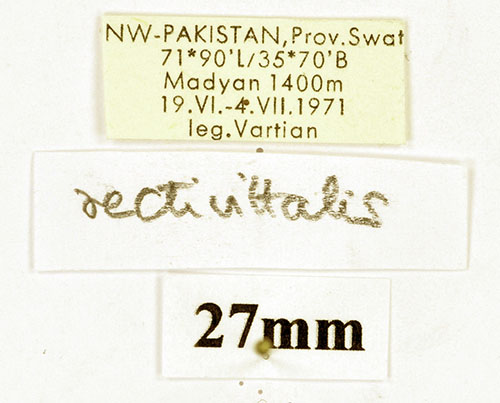 NW-PAKISTAN,Prov.Swat
71*90'L/35*70'B
Madyan 1400m
19.VI.-4.VII.1971
leg.Vartian
rectivittalis
27mm